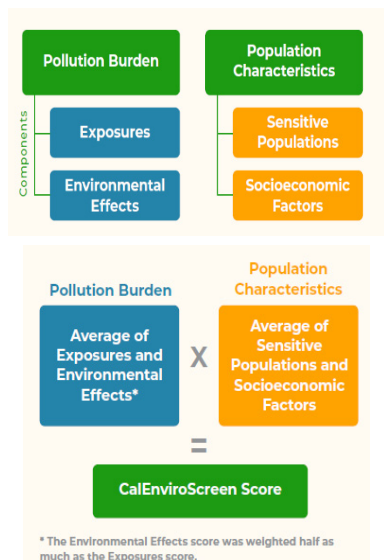 Components
Pollution Burden
Exposures
Environmental
Effects
Population
Characteristics
Sensitive
Populations
Socioeconomic
Factors
Pollution Burden
Average of
Exposures and
Environmental
Effects*
X
Population
Characteristics
Average of
Sensitive
Populations and
Socioeconomic
Factors
=
CalEnviroScreen Score
* The Environmental Effects score was weighted half as
much as the Exposures score.